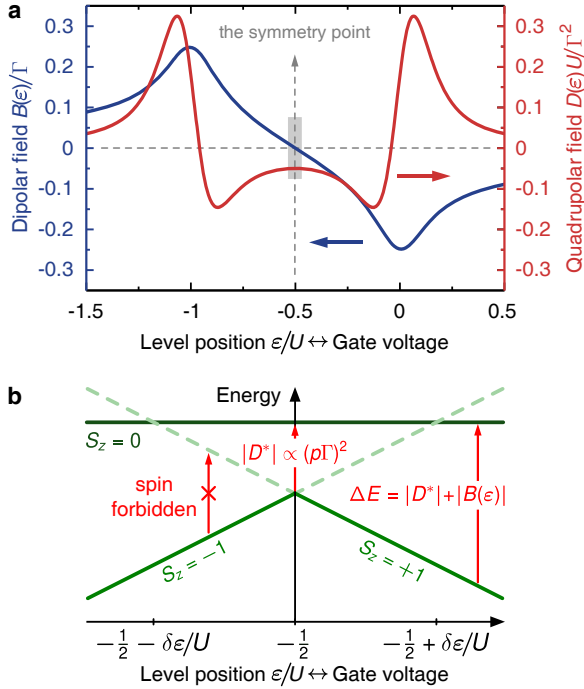 a
the symmetry point
Dipolar field B(ε)/Γ
Quadrupolar field D(ε)U/Γ²
0.3
0.2
0.1
0
-0.1
-0.2
-0.3
0.3
0.2
0.1
0
-0.1
-0.2
-0.3
-1.5
-1
-0.5
0
0.5
Level position ε/U ↔ Gate voltage
b
Energy
S_z = 0
|D*| ∝ (pΓ)²
spin
forbidden
ΔE = |D*| + |B(ε)|
S_z = −1
S_z = +1
−1/2 − δε/U
−1/2
−1/2 + δε/U
Level position ε/U ↔ Gate voltage